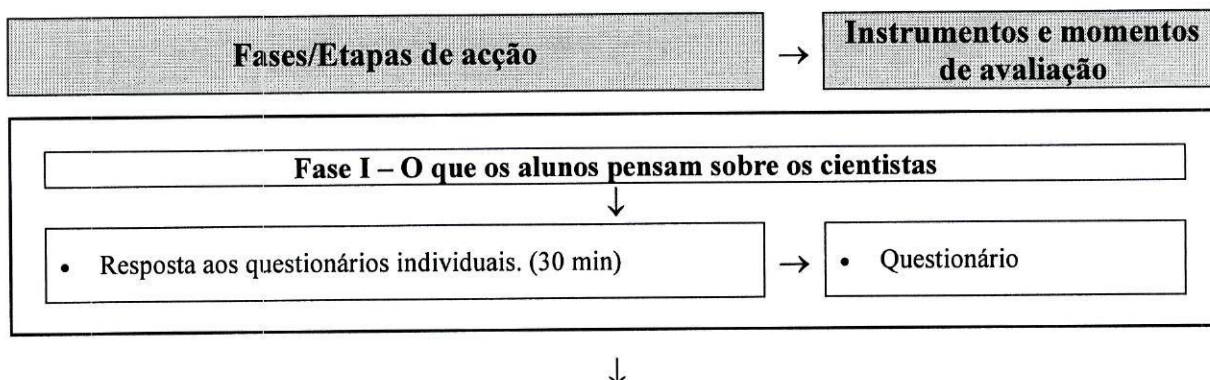 Fases/Etapas de acção
→
Instrumentos e momentos
de avaliação
Fase I – O que os alunos pensam sobre os cientistas
↓
• Resposta aos questionários individuais. (30 min)
→
• Questionário
↓